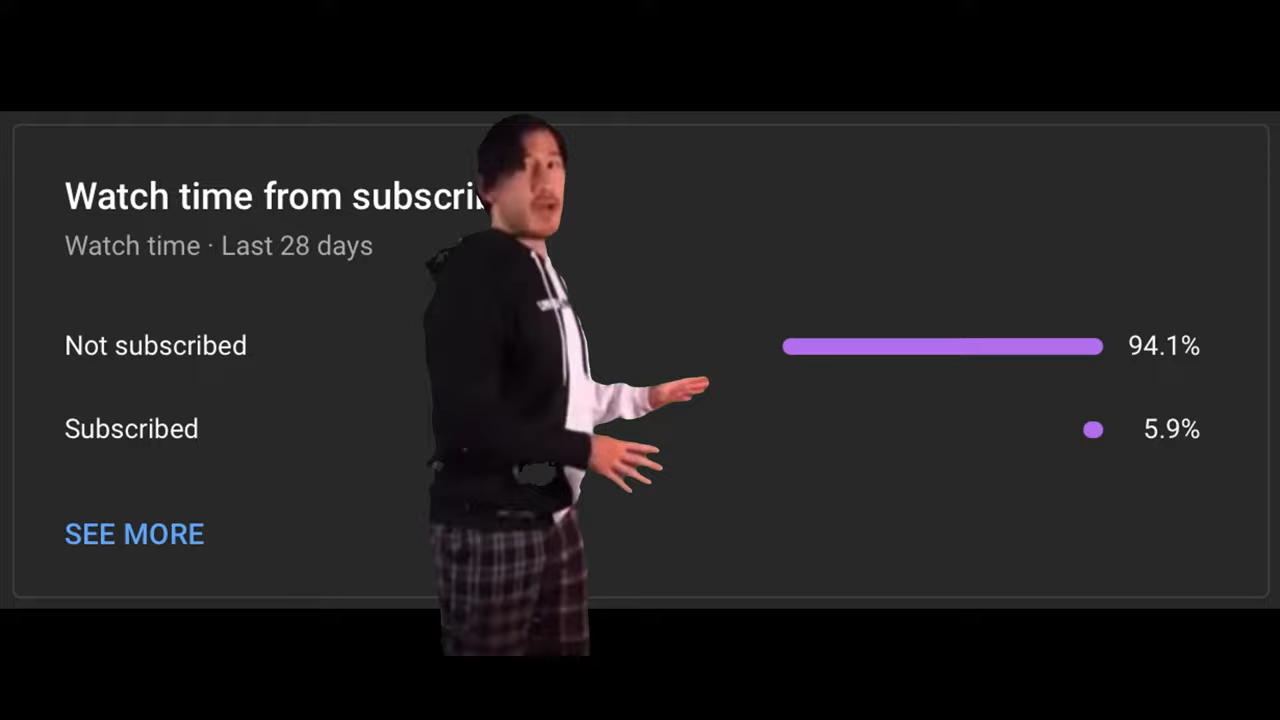 Watch time from subscri
Watch time · Last 28 days
Not subscribed 94.1%
Subscribed 5.9%
SEE MORE